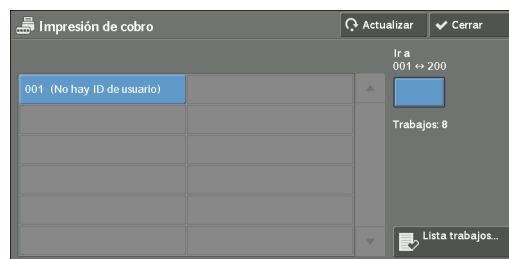 Impresión de cobro
Actualizar
Cerrar
Ir a
001 ↔ 200
001 (No hay ID de usuario)
Trabajos: 8
Lista trabajos...